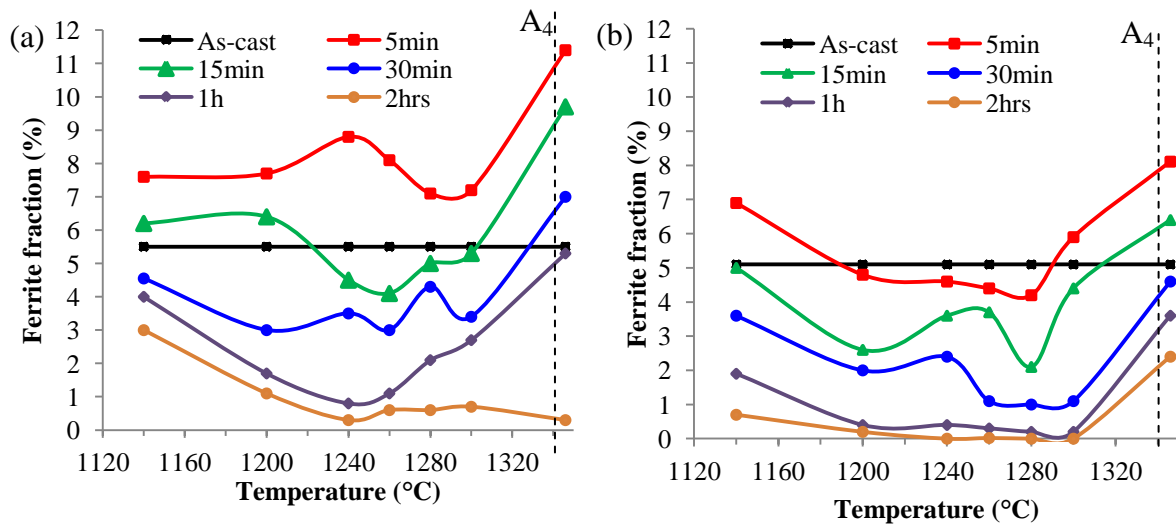 (a)
A4
As-cast 5min
15min 30min
1h 2hrs
Ferrite fraction (%)
12
11
10
9
8
7
6
5
4
3
2
1
0
1120 1160 1200 1240 1280 1320
Temperature (°C)
(b)
A4
As-cast 5min
15min 30min
1h 2hrs
Ferrite fraction (%)
12
11
10
9
8
7
6
5
4
3
2
1
0
1120 1160 1200 1240 1280 1320
Temperature (°C)